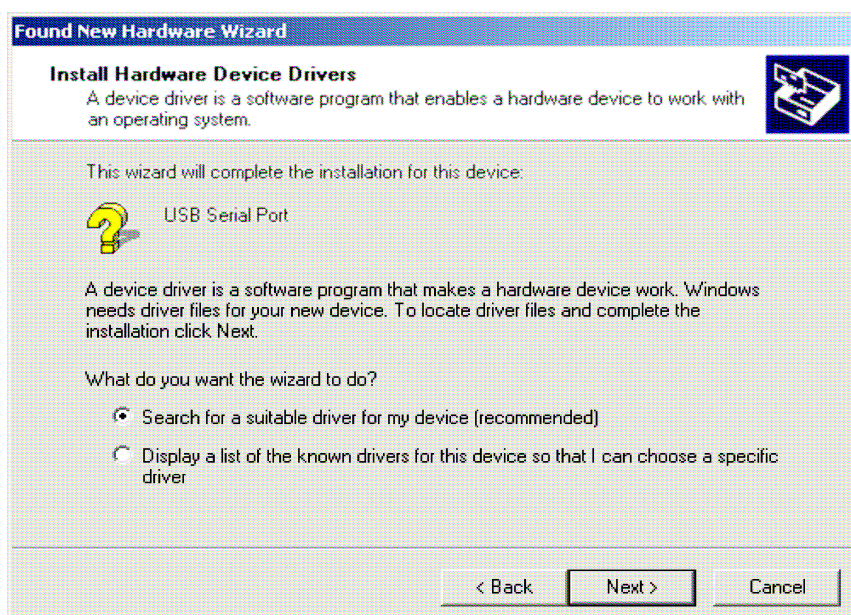 Found New Hardware Wizard
Install Hardware Device Drivers
A device driver is a software program that enables a hardware device to work with
an operating system.
This wizard will complete the installation for this device:
USB Serial Port
A device driver is a software program that makes a hardware device work. Windows
needs driver files for your new device. To locate driver files and complete the
installation click Next.
What do you want the wizard to do?
Search for a suitable driver for my device (recommended)
Display a list of the known drivers for this device so that I can choose a specific
driver
< Back Next > Cancel